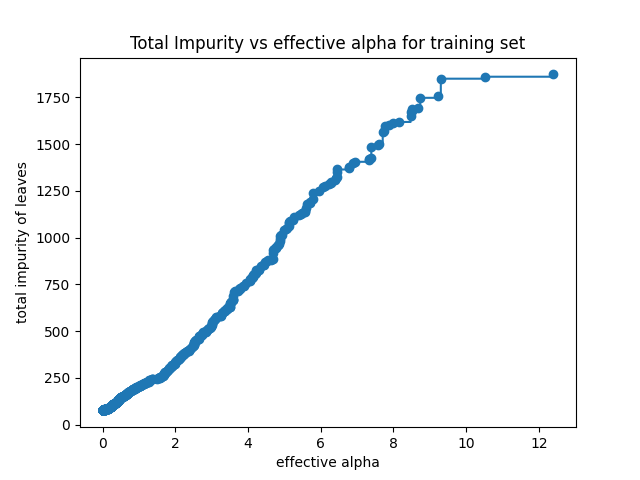 Total Impurity vs effective alpha for training set
total impurity of leaves
1750
1500
1250
1000
750
500
250
0
0 2 4 6 8 10 12
effective alpha